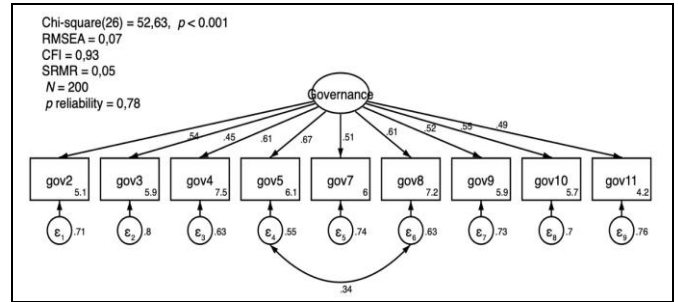 Chi-square(26) = 52,63, p < 0.001
RMSEA = 0,07
CFI = 0,93
SRMR = 0,05
N = 200
p reliability = 0,78
Governance
.54 .45 .61 .67 .51 .61 .52 .55 .49
gov2 gov3 gov4 gov5 gov7 gov8 gov9 gov10 gov11
5.1 5.9 7.5 6.1 6 7.2 5.9 5.7 4.2
ε1 .71 ε2 .8 ε3 .63 ε4 .55 ε5 .74 ε6 .63 ε7 .73 ε8 .7 ε9 .76
.34